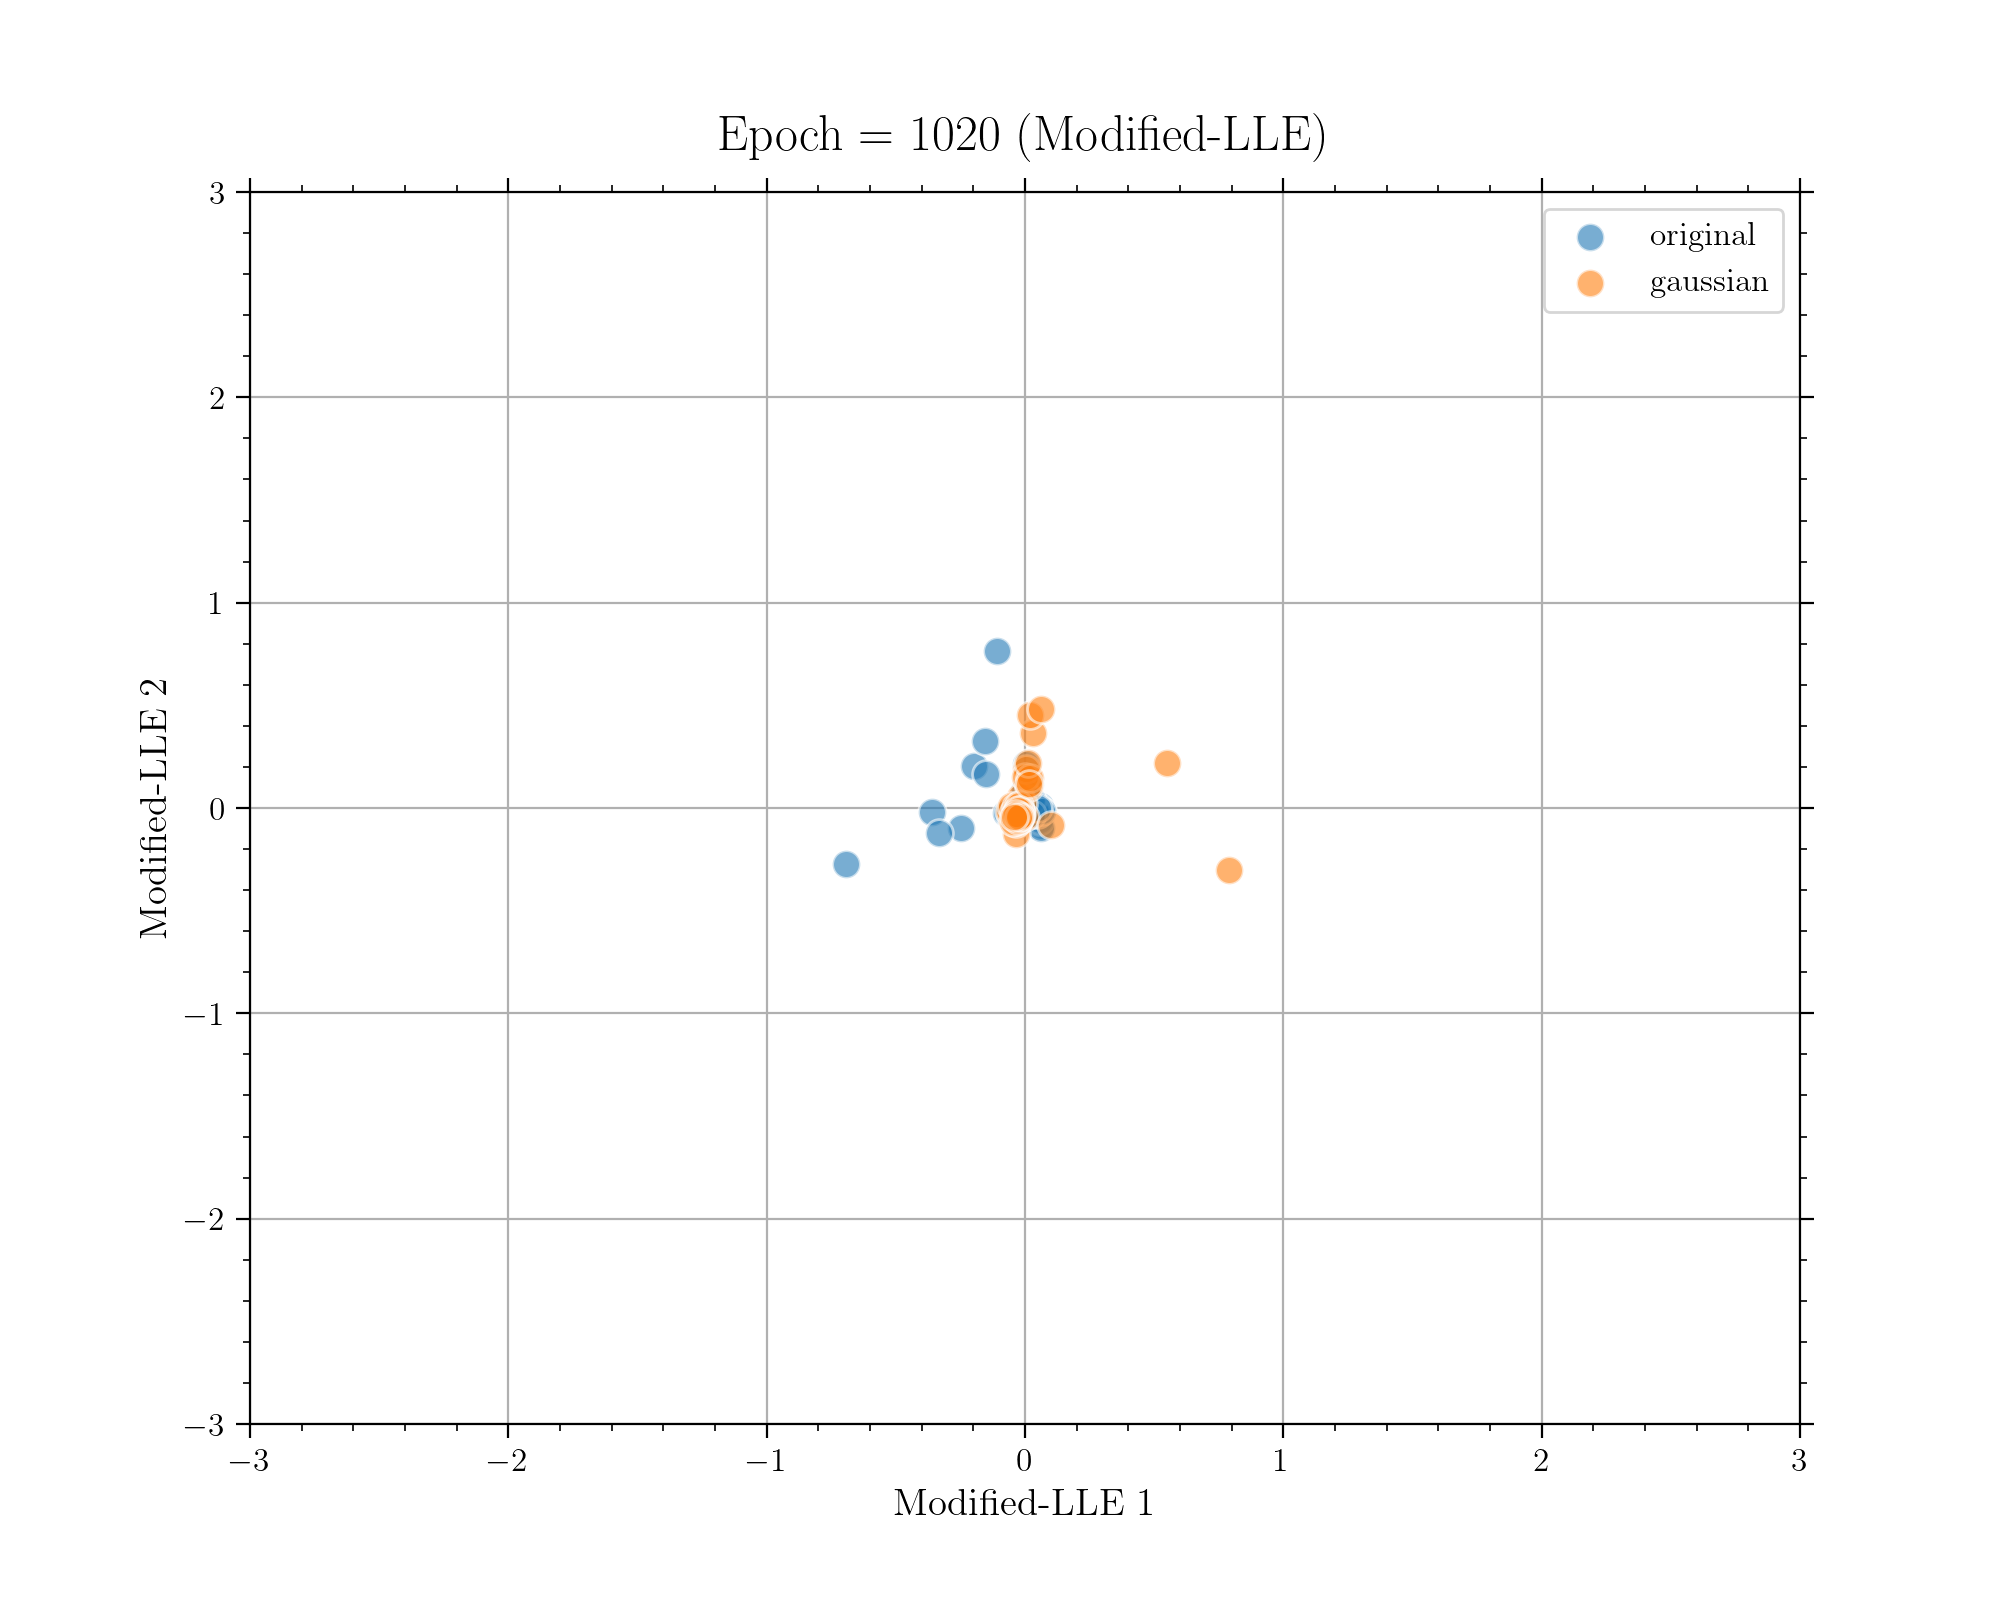 Epoch = 1020 (Modified-LLE)
3
2
1
0
−1
−2
−3
Modified-LLE 2
original
gaussian
−3 −2 −1 0 1 2 3
Modified-LLE 1